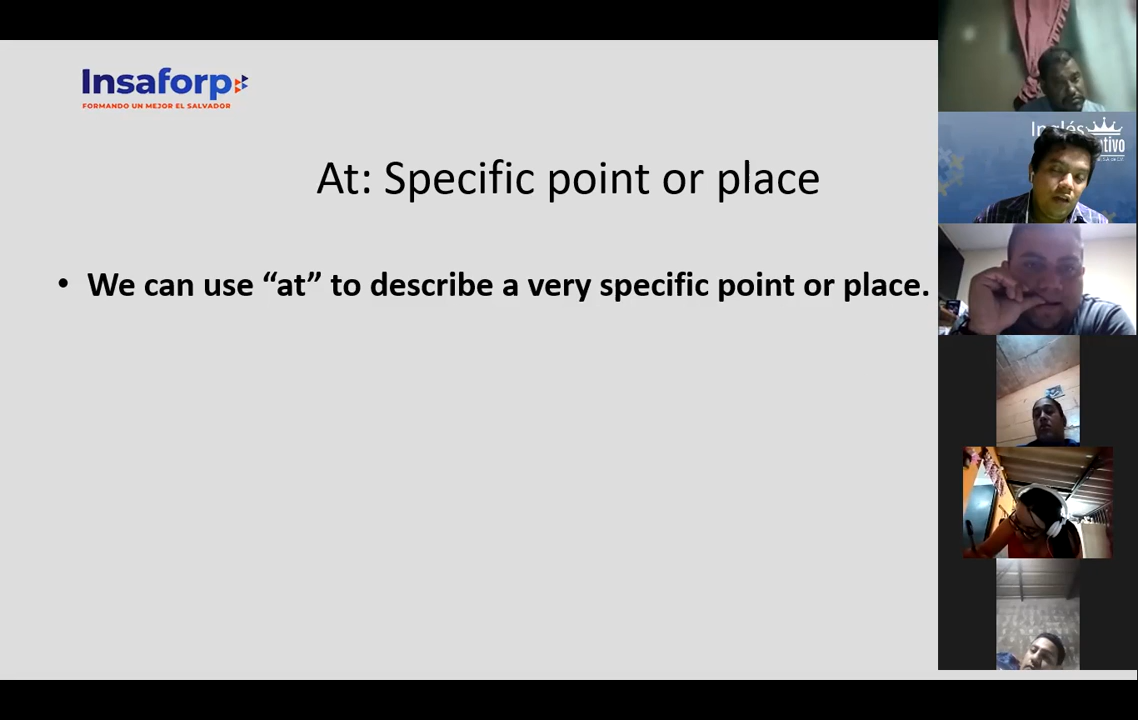 Insaforp
FORMANDO UN MEJOR EL SALVADOR
At: Specific point or place
• We can use “at” to describe a very specific point or place.
Inglés